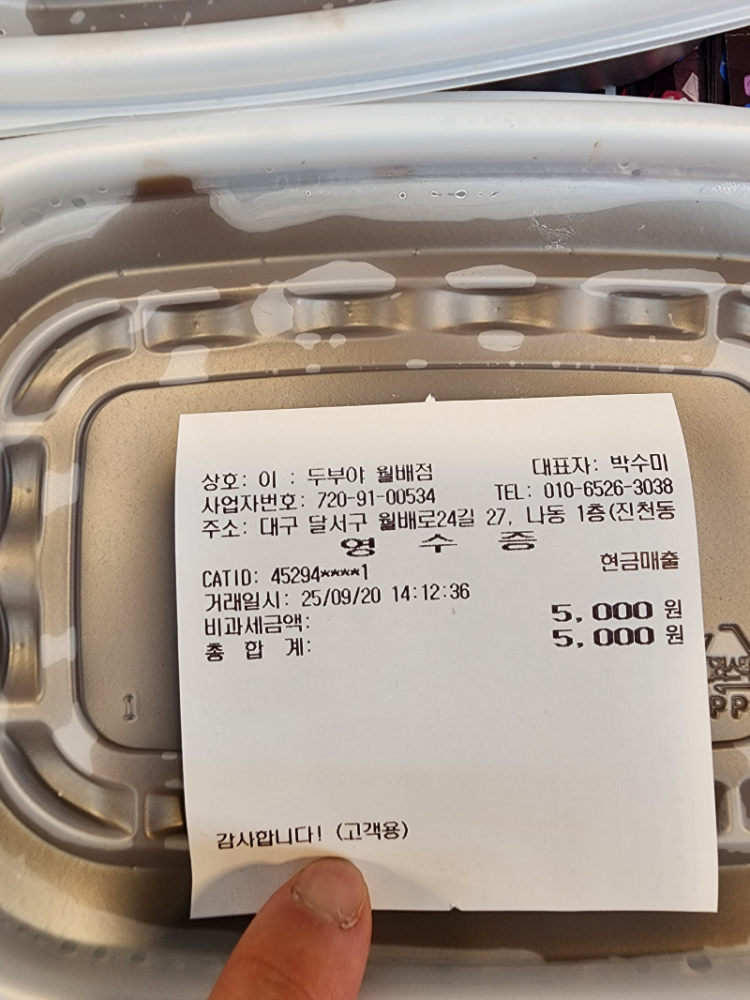 상호: 이 : 두부야 월배점 대표자: 박수미
사업자번호: 720-91-00534 TEL: 010-6526-3038
주소: 대구 달서구 월배로24길 27, 나동 1층(진천동
영 수 증
현금매출
CATID: 45294****1
거래일시: 25/09/20 14:12:36
비과세금액: 5,000 원
총 합 계: 5,000 원
감사합니다! (고객용)
1
PP